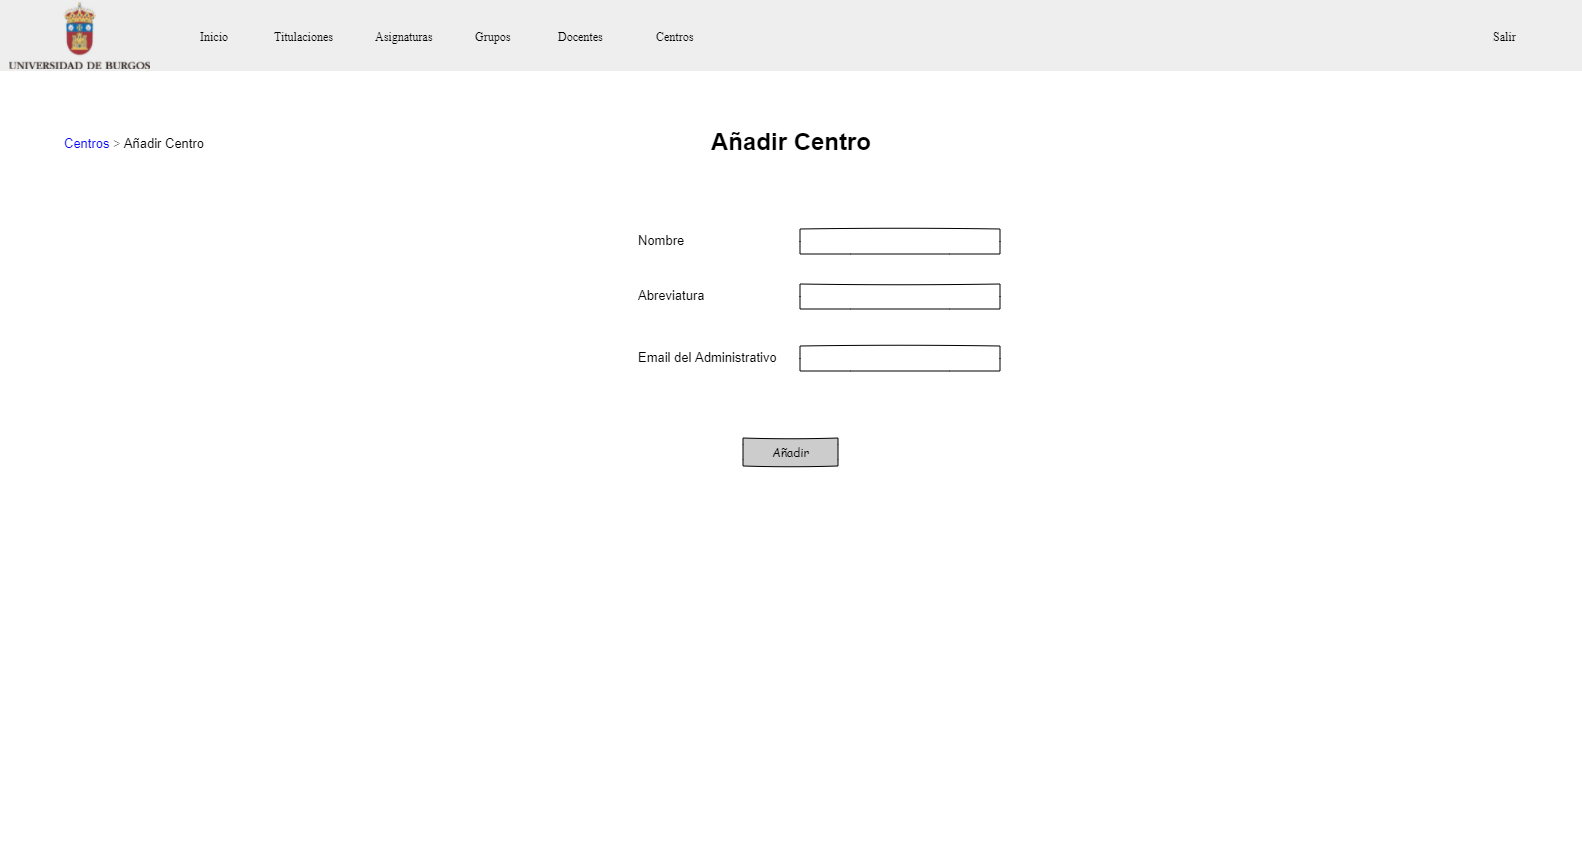 UNIVERSIDAD DE BURGOS
Inicio Titulaciones Asignaturas Grupos Docentes Centros Salir
Centros > Añadir Centro
Añadir Centro
Nombre
Abreviatura
Email del Administrativo
Añadir